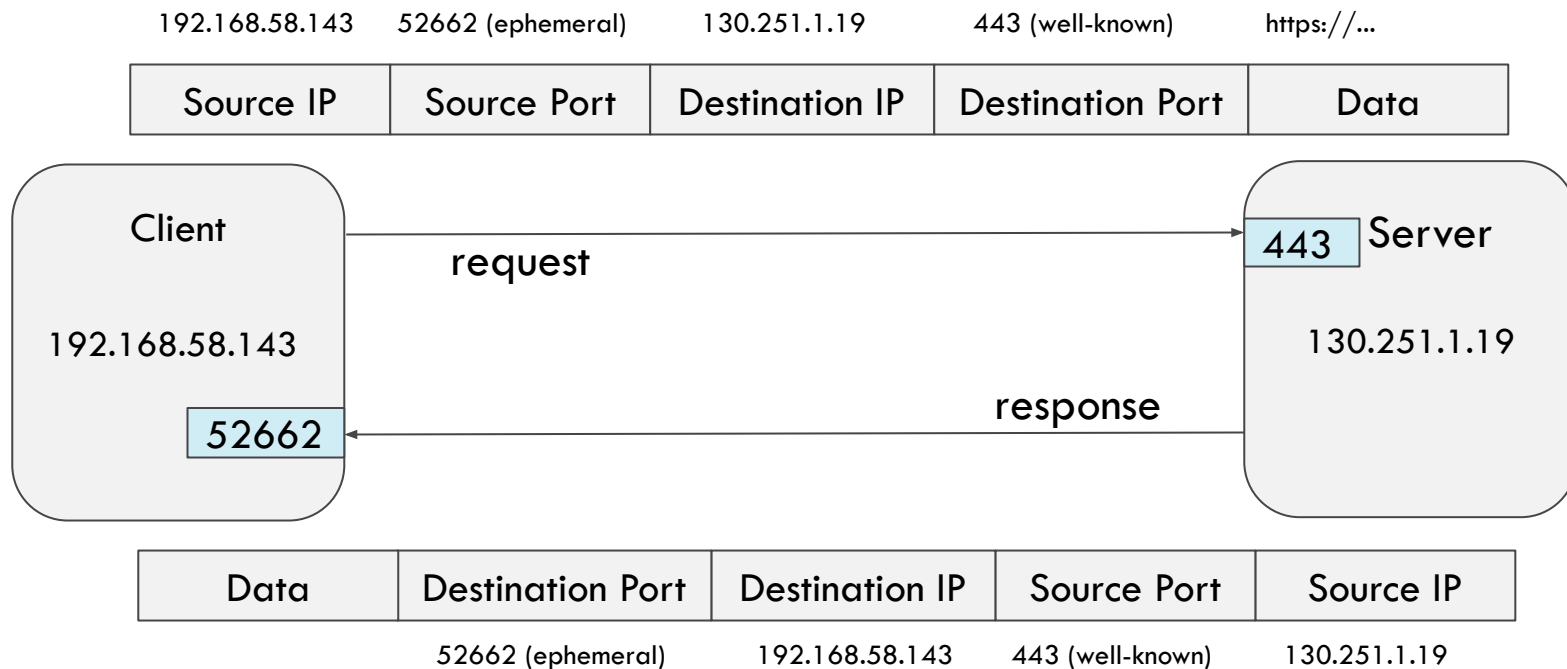 192.168.58.143 52662 (ephemeral) 130.251.1.19 443 (well-known) https://...
Source IP Source Port Destination IP Destination Port Data
Client
request
443 Server
192.168.58.143
130.251.1.19
response
52662
Data Destination Port Destination IP Source Port Source IP
52662 (ephemeral) 192.168.58.143 443 (well-known) 130.251.1.19